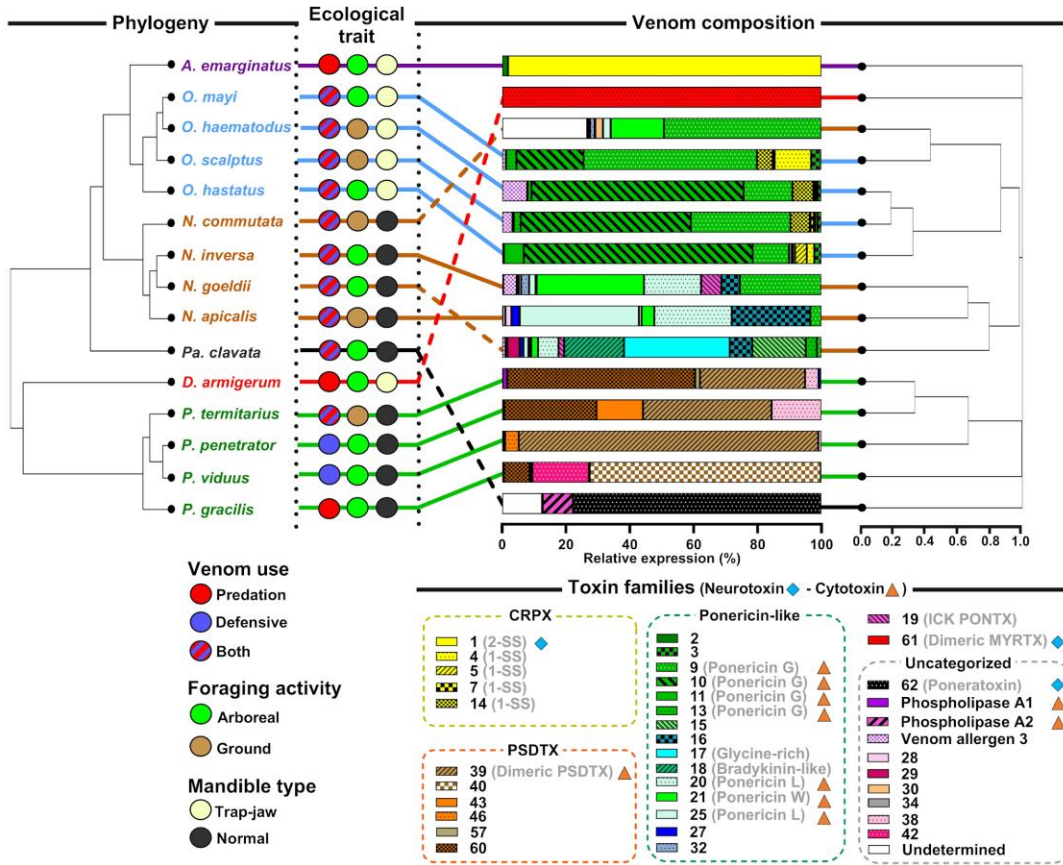 Phylogeny
Ecological trait
Venom composition
A. emarginatus
O. mayi
O. haematodus
O. scalptus
O. hastatus
N. commutata
N. inversa
N. goeldii
N. apicalis
Pa. clavata
D. armigerum
P. termitarius
P. penetrator
P. viduus
P. gracilis
0 20 40 60 80 100
Relative expression (%)
0.0 0.2 0.4 0.6 0.8 1.0
Venom use
Predation
Defensive
Both
Foraging activity
Arboreal
Ground
Mandible type
Trap-jaw
Normal
Toxin families (Neurotoxin - Cytotoxin )
CRPX
1 (2-SS)
4 (1-SS)
5 (1-SS)
7 (1-SS)
14 (1-SS)
PSDTX
39 (Dimeric PSDTX)
40
43
46
57
60
Ponericin-like
2
3
9 (Ponericin G)
10 (Ponericin G)
11 (Ponericin G)
13 (Ponericin G)
15
16
17 (Glycine-rich)
18 (Bradykinin-like)
20 (Ponericin L)
21 (Ponericin W)
25 (Ponericin L)
27
32
19 (ICK PONTX)
61 (Dimeric MYRTX)
Uncategorized
62 (Poneratoxin)
Phospholipase A1
Phospholipase A2
Venom allergen 3
28
29
30
34
38
42
Undetermined